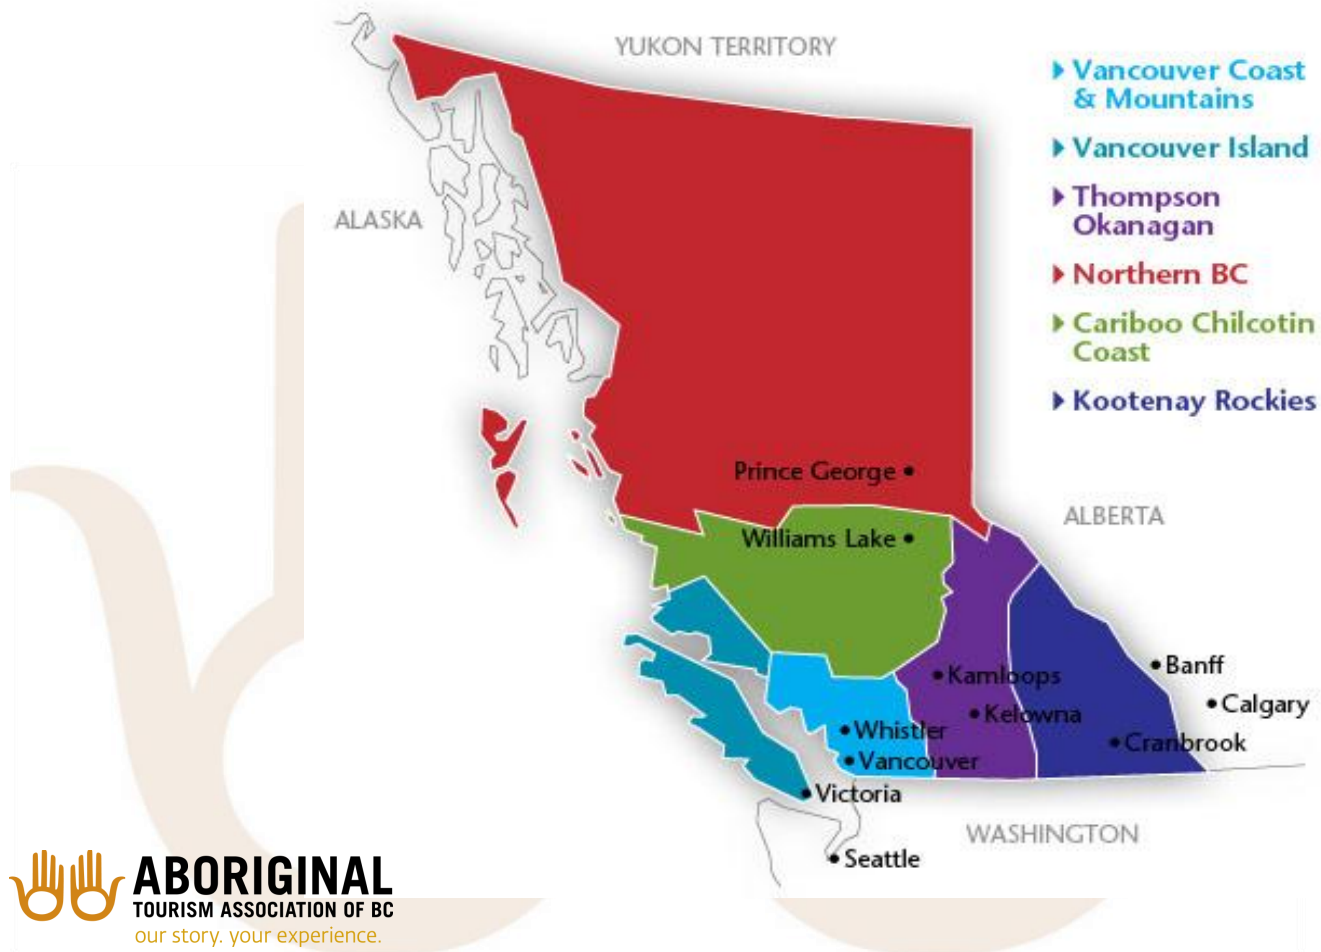 YUKON TERRITORY
Vancouver Coast
& Mountains
Vancouver Island
Thompson
Okanagan
ALASKA
Northern BC
Cariboo Chilcotin
Coast
Kootenay Rockies
Prince George
ALBERTA
Williams Lake
Banff
Kamloops
Calgary
Kelowna
Whistler
Cranbrook
Vancouver
Victoria
WASHINGTON
Seattle
ABORIGINAL
TOURISM ASSOCIATION OF BC
our story. your experience.